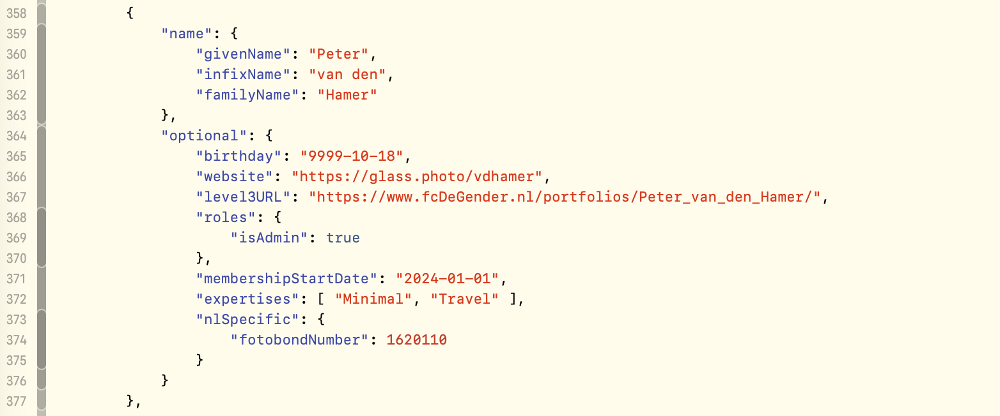 358 {
359 "name": {
360 "givenName": "Peter",
361 "infixName": "van den",
362 "familyName": "Hamer"
363 },
364 "optional": {
365 "birthday": "9999-10-18",
366 "website": "https://glass.photo/vdhamer",
367 "level3URL": "https://www.fcDeGender.nl/portfolios/Peter_van_den_Hamer/",
368 "roles": {
369 "isAdmin": true
370 },
371 "membershipStartDate": "2024-01-01",
372 "expertises": [ "Minimal", "Travel" ],
373 "nlSpecific": {
374 "fotobondNumber": 1620110
375 }
376 }
377 },